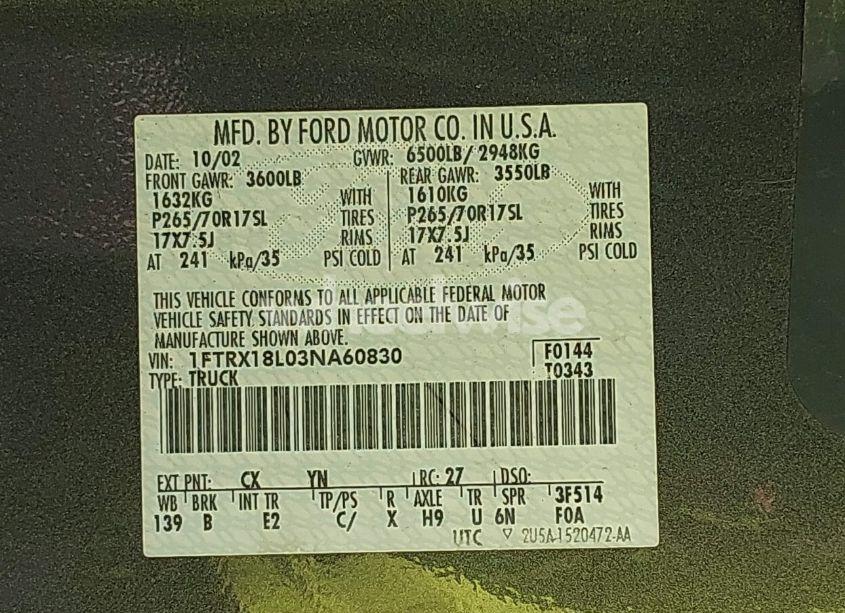 MFD. BY FORD MOTOR CO. IN U.S.A.
DATE: 10/02 GVWR: 6500LB/ 2948KG
FRONT GAWR: 3600LB REAR GAWR: 3550LB
1632KG WITH 1610KG WITH
P265/70R17SL TIRES P265/70R17SL TIRES
17X7.5J RIMS 17X7.5J RIMS
AT 241 kPa/35 PSI COLD AT 241 kPa/35 PSI COLD
THIS VEHICLE CONFORMS TO ALL APPLICABLE FEDERAL MOTOR
VEHICLE SAFETY STANDARDS IN EFFECT ON THE DATE OF
MANUFACTURE SHOWN ABOVE.
VIN: 1FTRX18L03NA60830 F0144
TYPE: TRUCK T0343
EXT PNT: CX YN RC: 27 DSO:
WB BRK INT TR TP/PS R AXLE TR SPR 3F514
139 B E2 C/ X H9 U 6N F0A
UTC ▽ 2U5A-1520472-AA